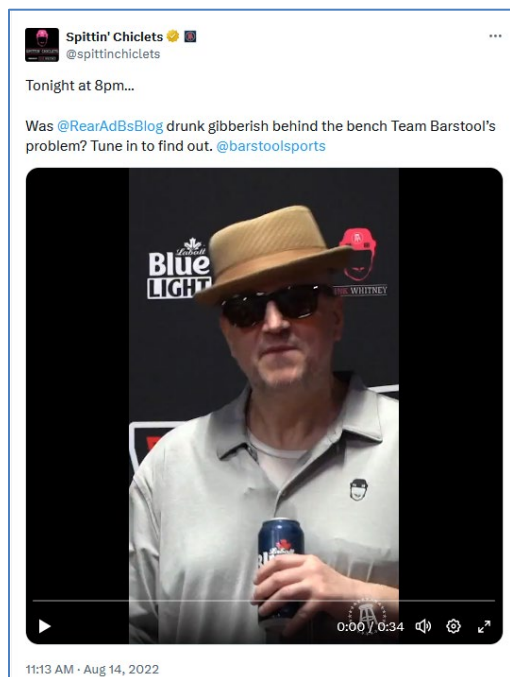 Spittin' Chiclets
@spittinchiclets
Tonight at 8pm...
Was @RearAdBsBlog drunk gibberish behind the bench Team Barstool's
problem? Tune in to find out. @barstoolsports
Labatt
Blue
LIGHT
WHITNEY
Labatt
0:00 / 0:34
11:13 AM · Aug 14, 2022